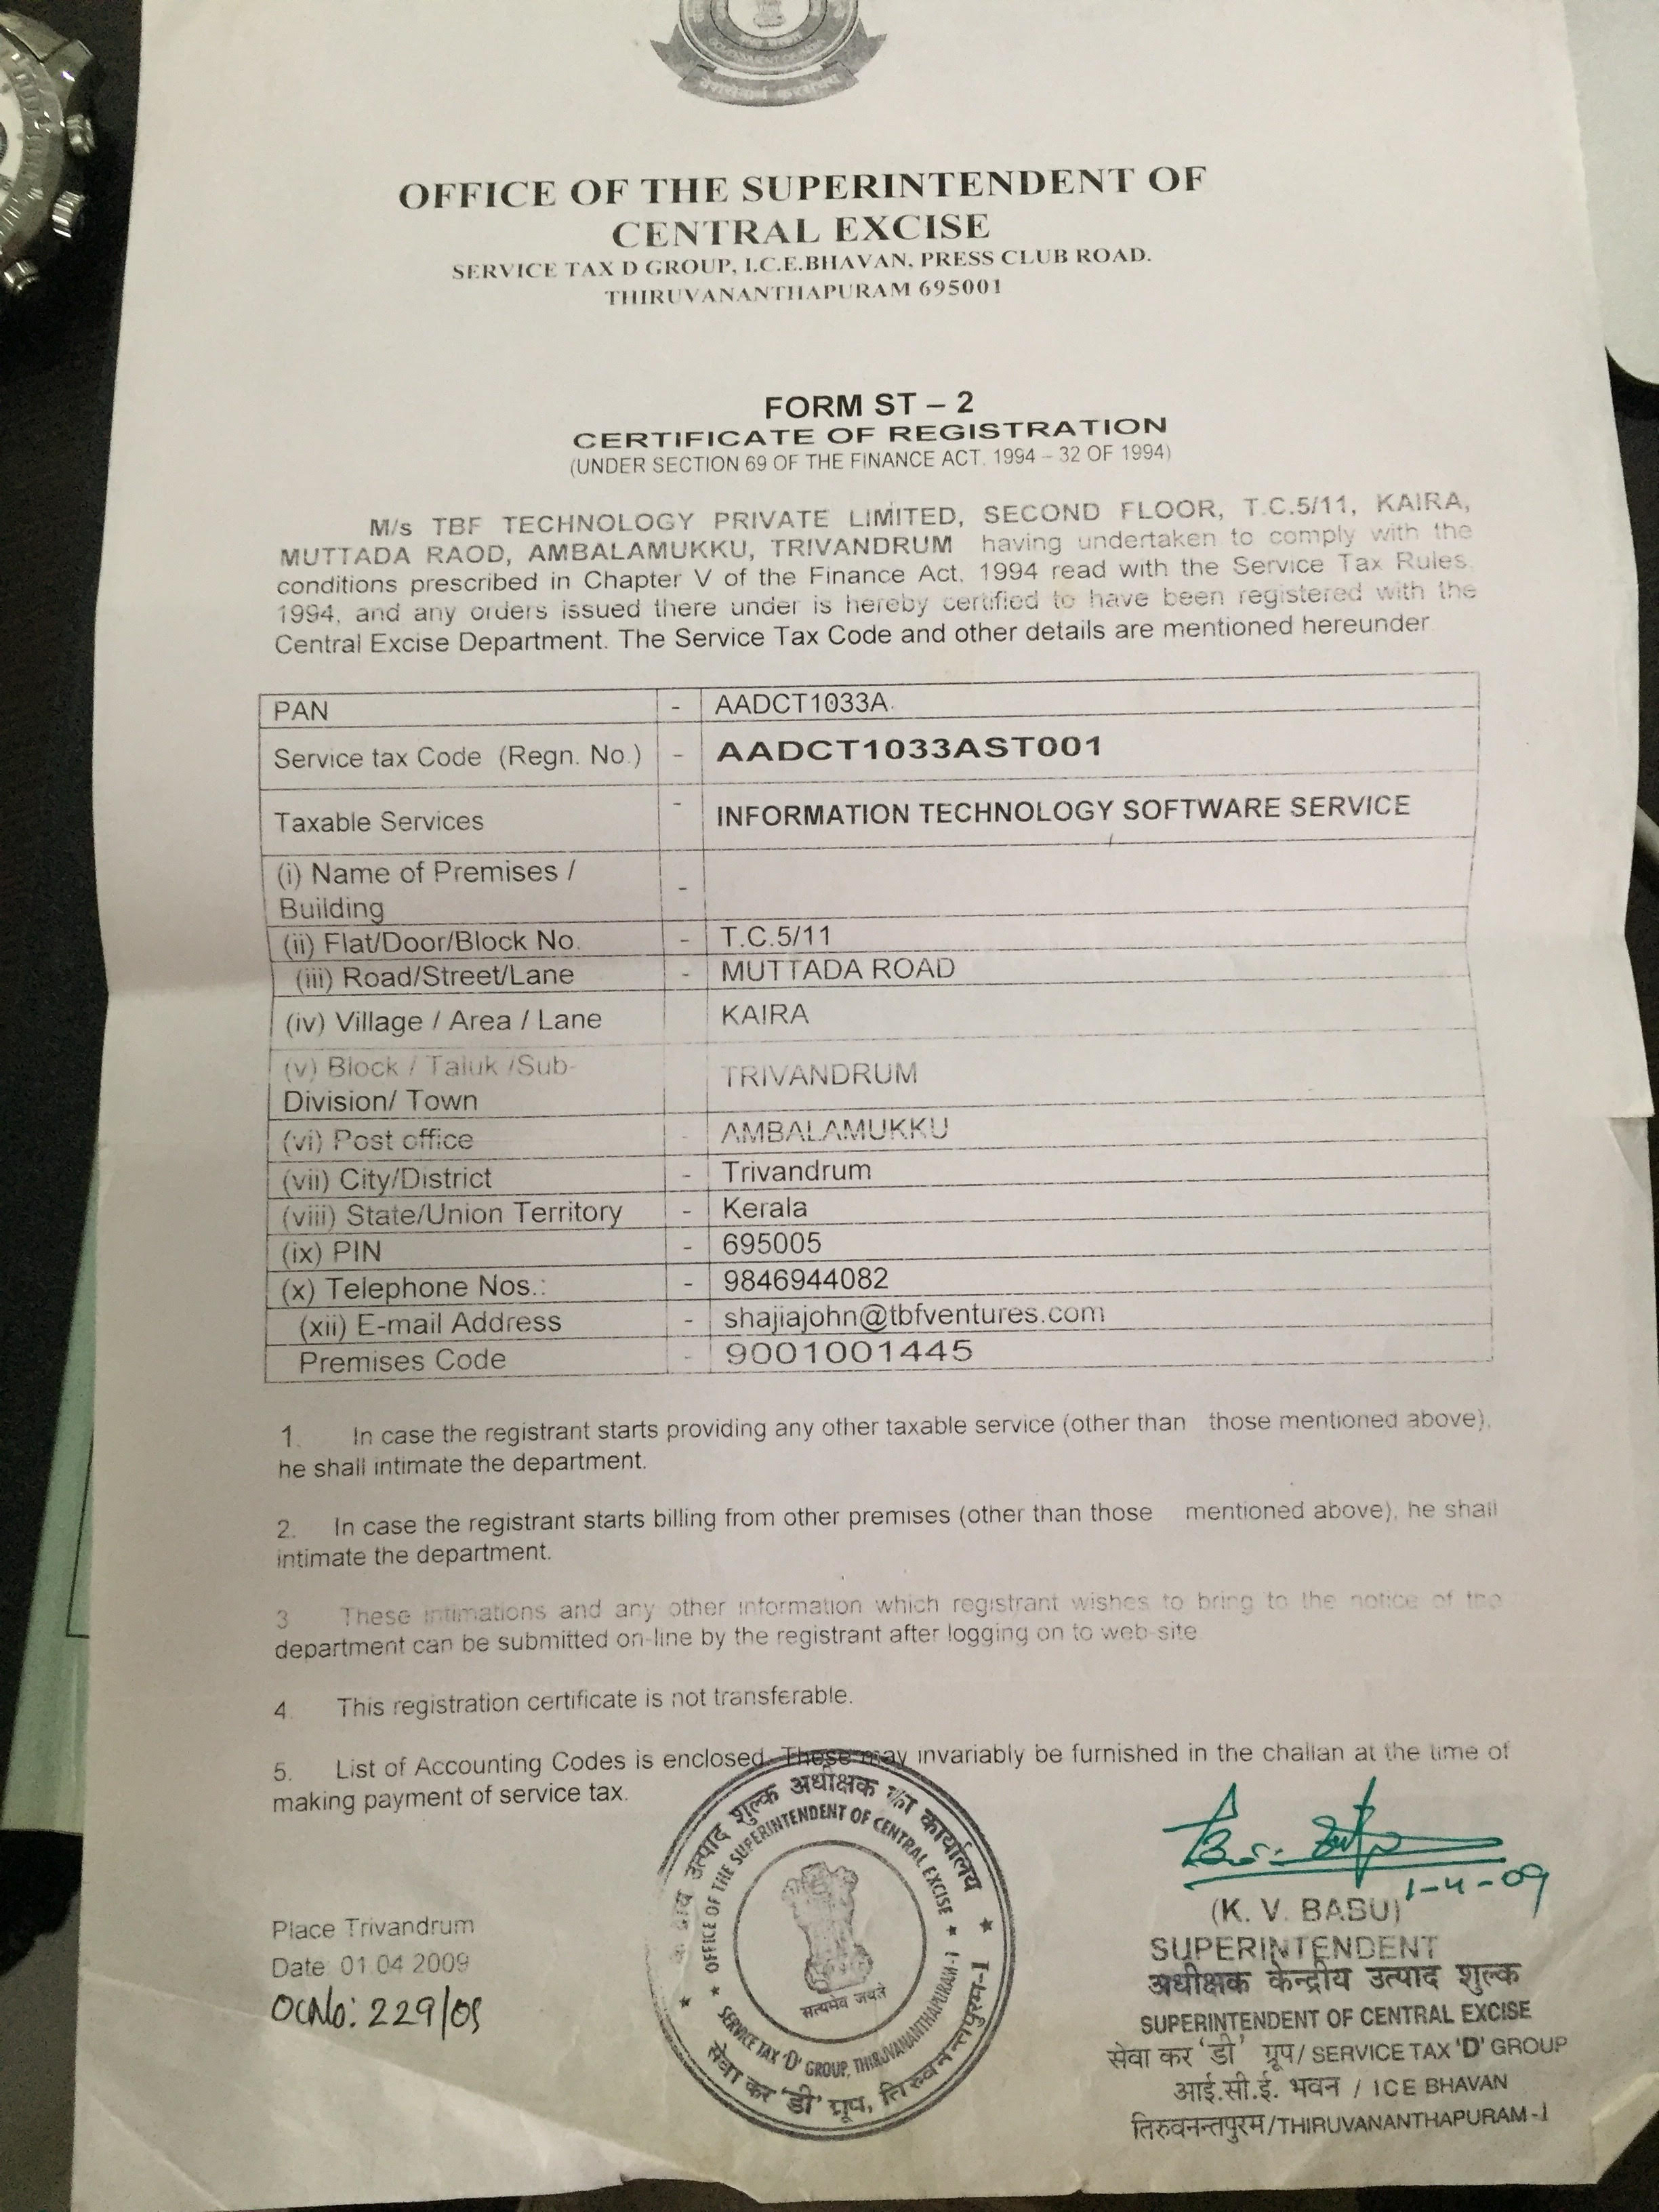 OFFICE OF THE SUPERINTENDENT OF
CENTRAL EXCISE
SERVICE TAX D GROUP, I.C.E.BHAVAN, PRESS CLUB ROAD.
THIRUVANANTHAPURAM 695001
FORM ST – 2
CERTIFICATE OF REGISTRATION
(UNDER SECTION 69 OF THE FINANCE ACT, 1994 – 32 OF 1994)
M/s TBF TECHNOLOGY PRIVATE LIMITED, SECOND FLOOR, T.C.5/11, KAIRA,
MUTTADA RAOD, AMBALAMUKKU, TRIVANDRUM having undertaken to comply with the
conditions prescribed in Chapter V of the Finance Act, 1994 read with the Service Tax Rules,
1994, and any orders issued there under is hereby certified to have been registered with the
Central Excise Department. The Service Tax Code and other details are mentioned hereunder.
PAN - AADCT1033A.
Service tax Code (Regn. No.) - AADCT1033AST001
Taxable Services - INFORMATION TECHNOLOGY SOFTWARE SERVICE
(i) Name of Premises /
Building -
(ii) Flat/Door/Block No. - T.C.5/11
(iii) Road/Street/Lane - MUTTADA ROAD
(iv) Village / Area / Lane KAIRA
(v) Block / Taluk /Sub-
Division/ Town TRIVANDRUM
(vi) Post office - AMBALAMUKKU
(vii) City/District - Trivandrum
(viii) State/Union Territory - Kerala
(ix) PIN - 695005
(x) Telephone Nos.: - 9846944082
(xii) E-mail Address - shajiajohn@tbfventures.com
Premises Code - 9001001445
1. In case the registrant starts providing any other taxable service (other than those mentioned above),
he shall intimate the department.
2. In case the registrant starts billing from other premises (other than those mentioned above), he shall
intimate the department.
3 These intimations and any other information which registrant wishes to bring to the notice of the
department can be submitted on-line by the registrant after logging on to web-site.
4. This registration certificate is not transferable.
5. List of Accounting Codes is enclosed. These may invariably be furnished in the challan at the time of
making payment of service tax.
उत्पाद शुल्क अधीक्षक का कार्यालय
OFFICE OF THE SUPERINTENDENT OF CENTRAL EXCISE
सत्यमेव जयते
SERVICE TAX 'D' GROUP, THIRUVANANTHAPURAM-I
सेवा कर 'डी' ग्रूप, तिरुवनन्तपुरम-I
1-4-09
(K. V. BABU)
SUPERINTENDENT
अधीक्षक केन्द्रीय उत्पाद शुल्क
SUPERINTENDENT OF CENTRAL EXCISE
सेवा कर 'डी' ग्रूप/ SERVICE TAX 'D' GROUP
आई.सी.ई. भवन / ICE BHAVAN
तिरुवनन्तपुरम/THIRUVANANTHAPURAM-I
Place Trivandrum
Date: 01.04.2009
OCNo: 229/09